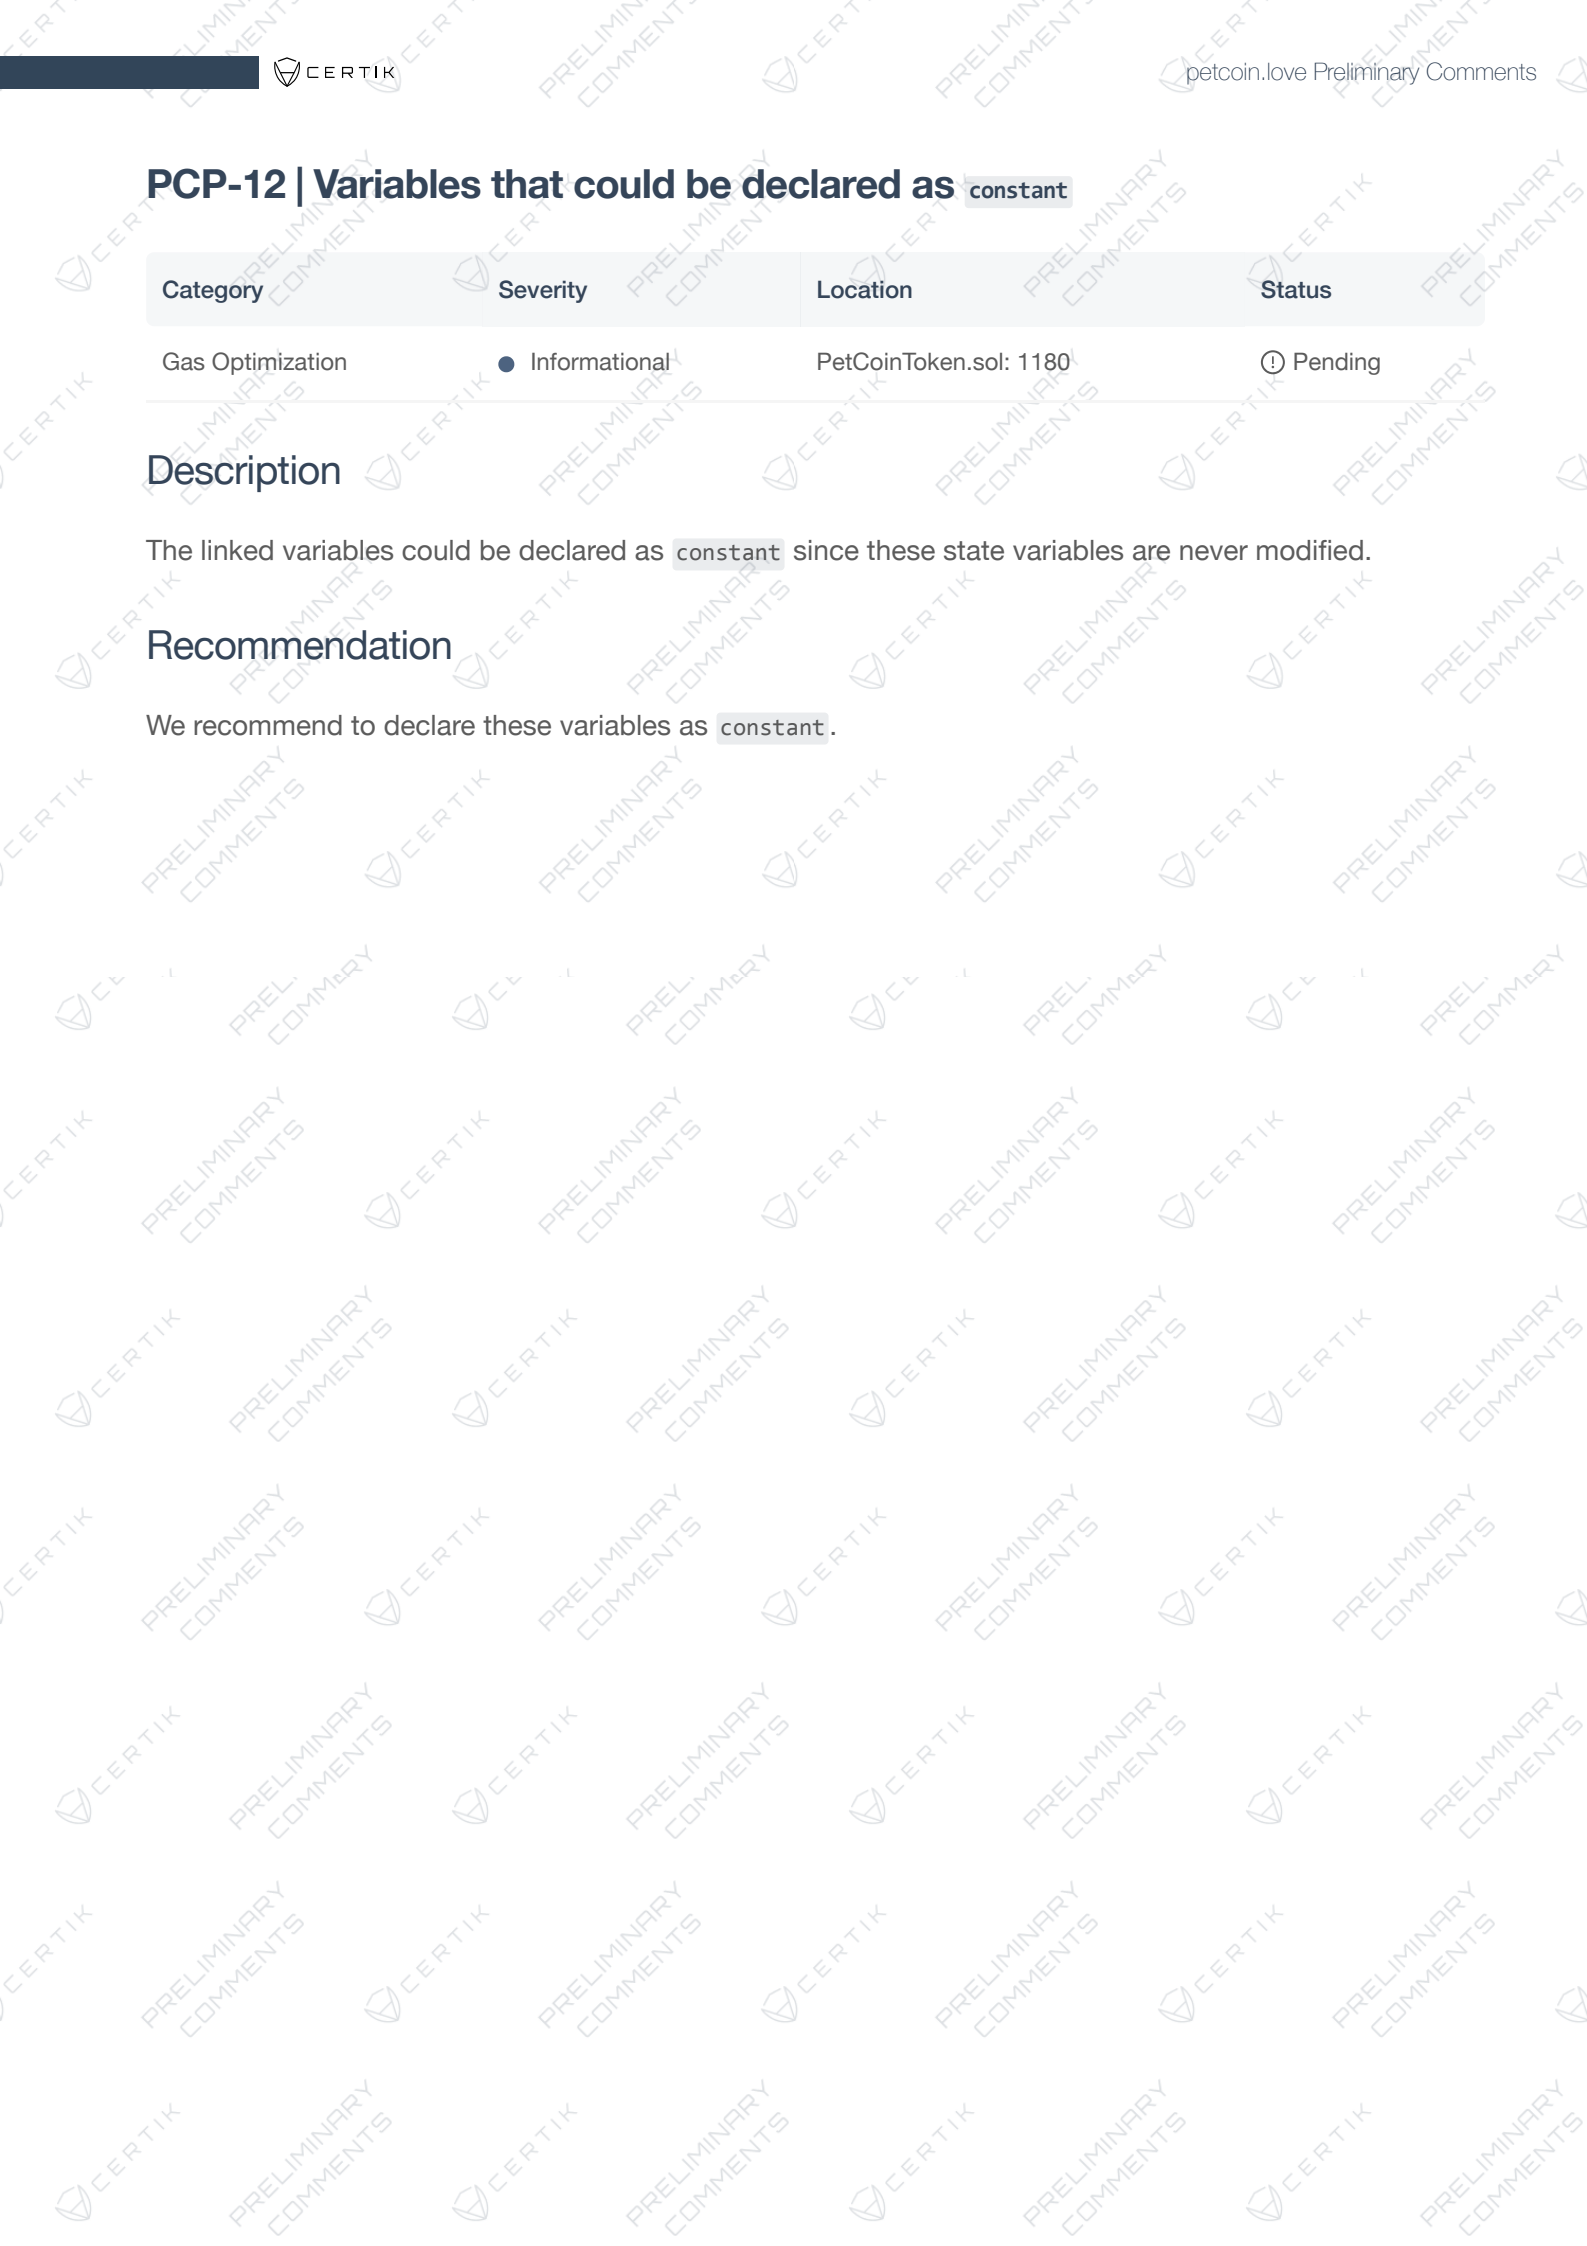 CERTIK
petcoin.love Preliminary Comments
PCP-12 | Variables that could be declared as constant
Category Severity Location Status
Gas Optimization Informational PetCoinToken.sol: 1180 Pending
Description
The linked variables could be declared as constant since these state variables are never modified.
Recommendation
We recommend to declare these variables as constant.